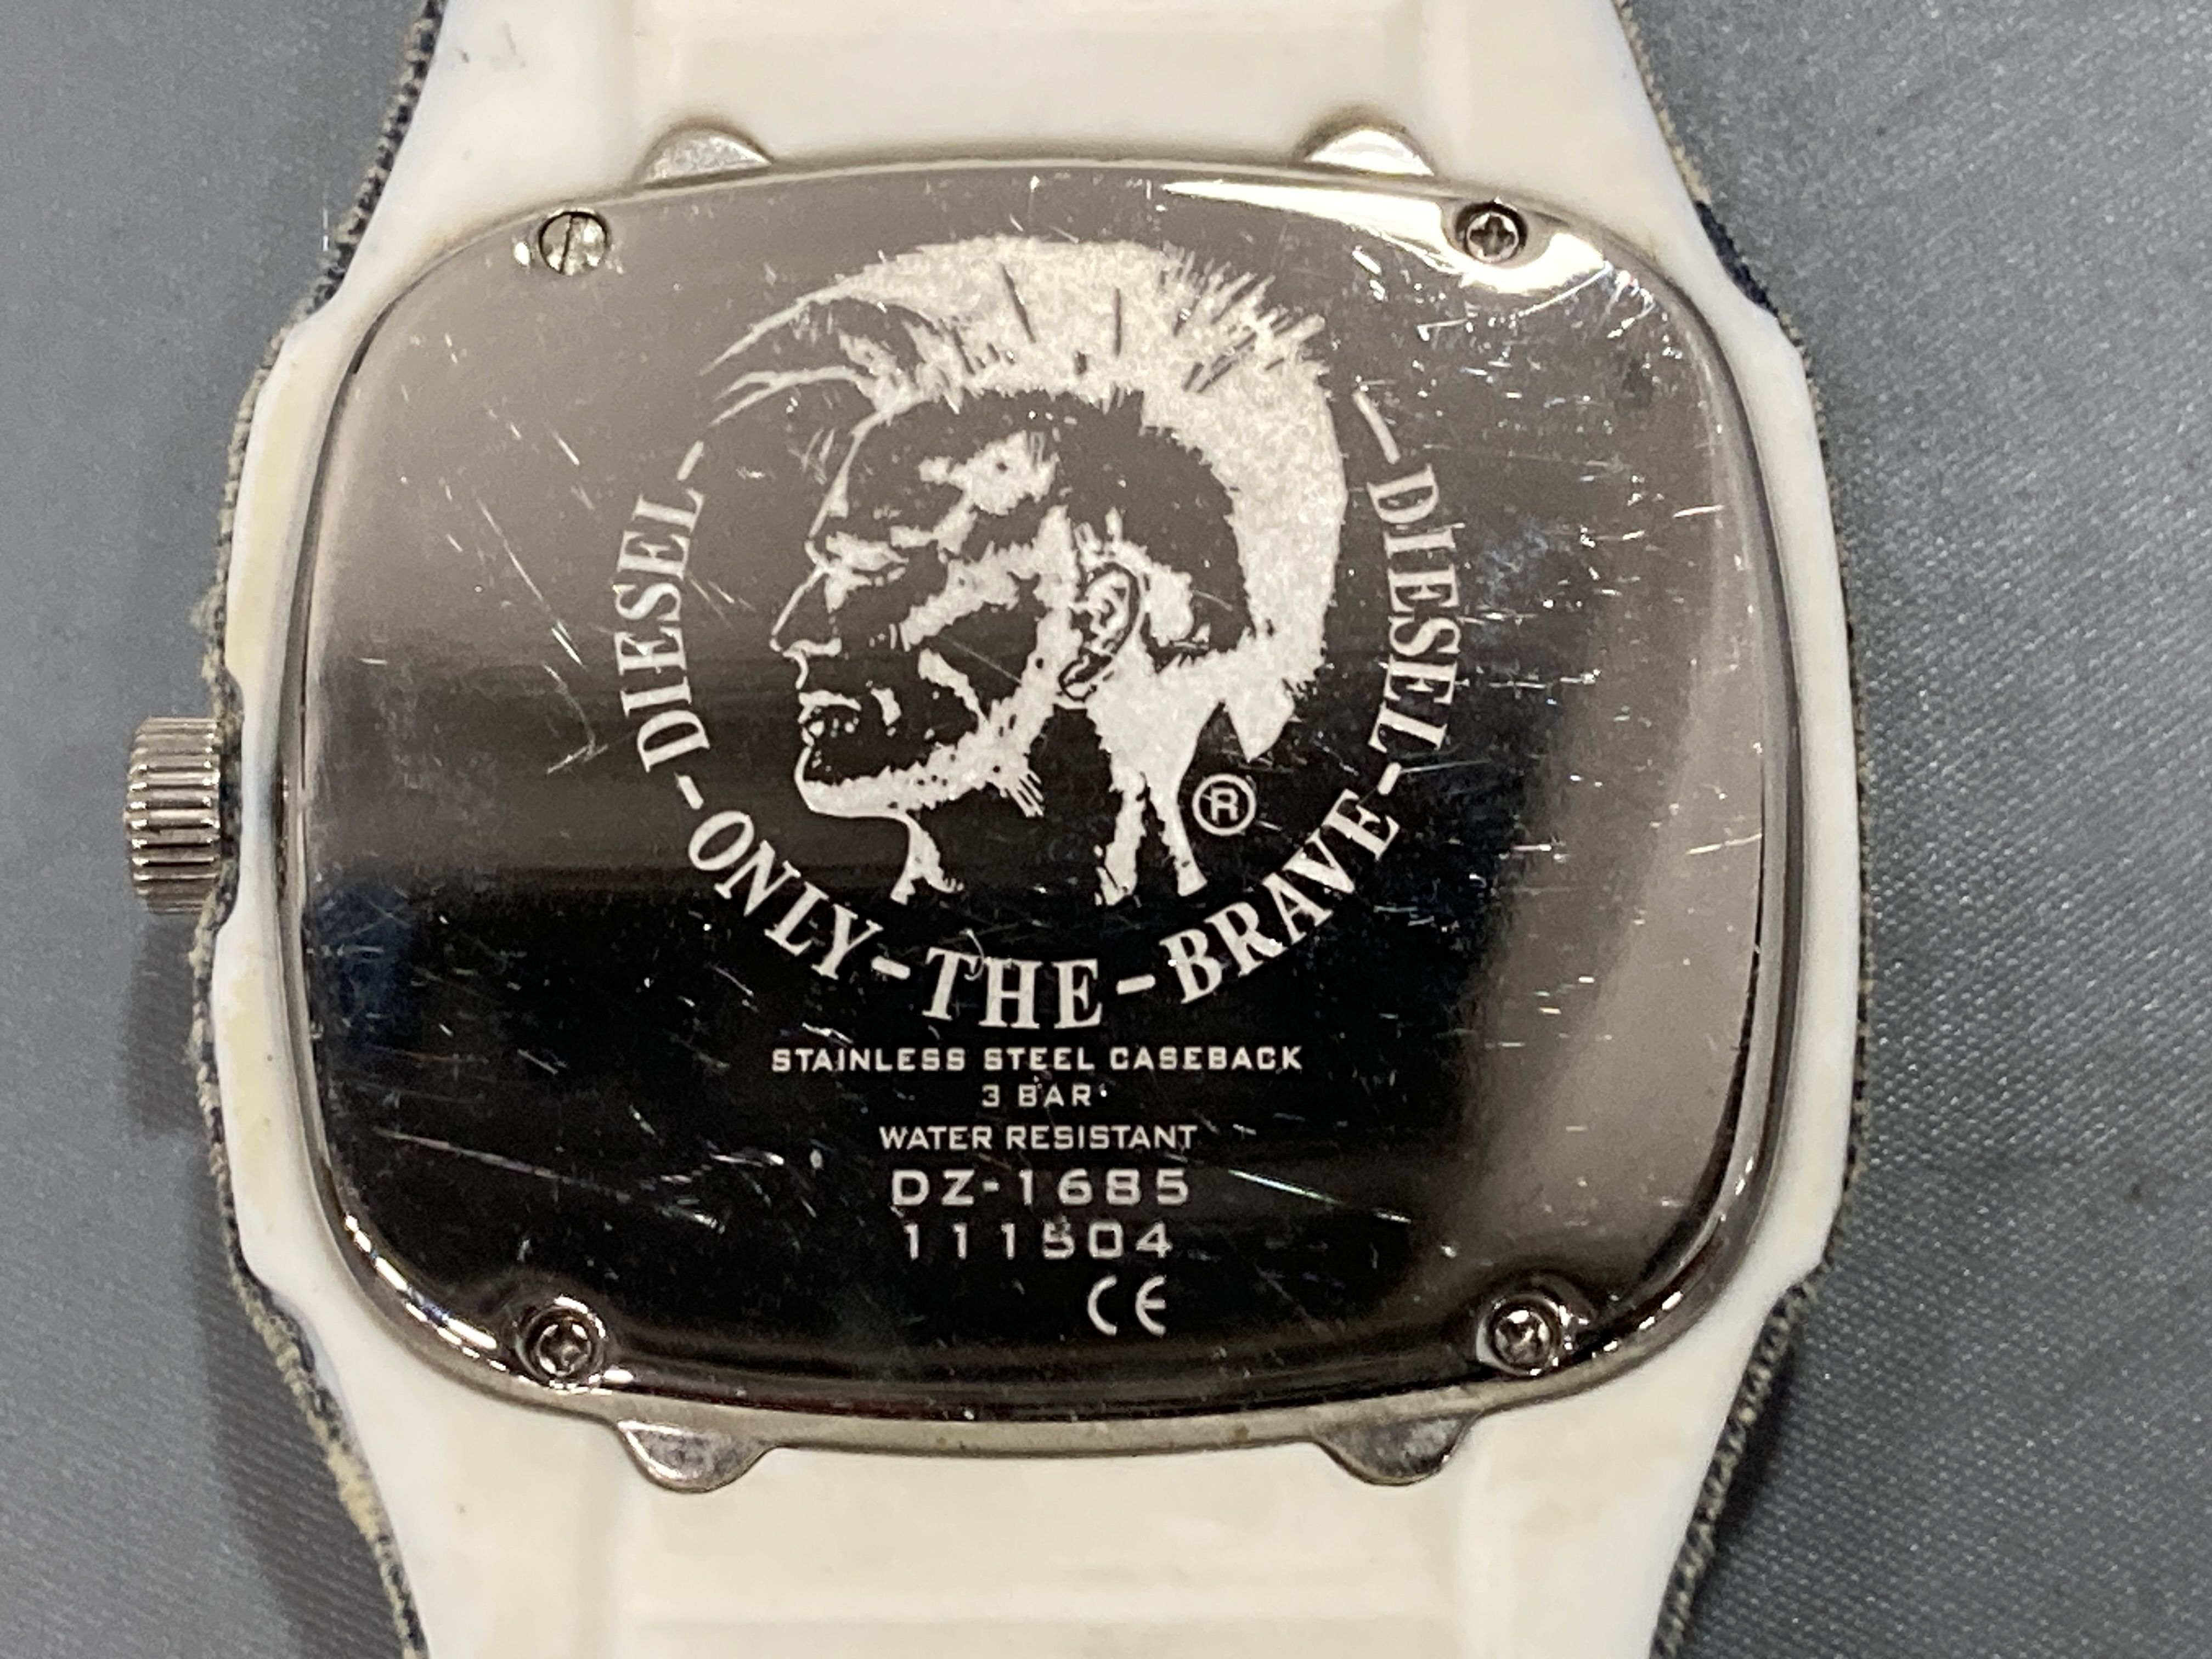 DIESEL-ONLY-THE-BRAVE-DIESEL
®
STAINLESS STEEL CASEBACK
3 BAR
WATER RESISTANT
DZ-1685
111504
CE